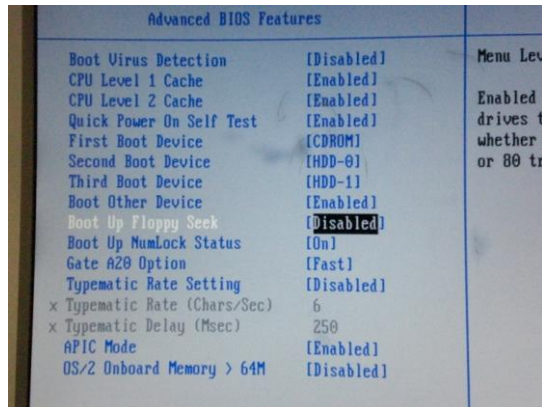 Advanced BIOS Features
Boot Virus Detection [Disabled]
CPU Level 1 Cache [Enabled]
CPU Level 2 Cache [Enabled]
Quick Power On Self Test [Enabled]
First Boot Device [CDROM]
Second Boot Device [HDD-0]
Third Boot Device [HDD-1]
Boot Other Device [Enabled]
Boot Up Floppy Seek [Disabled]
Boot Up NumLock Status [On]
Gate A20 Option [Fast]
Typematic Rate Setting [Disabled]
x Typematic Rate (Chars/Sec) 6
x Typematic Delay (Msec) 250
APIC Mode [Enabled]
OS/2 Onboard Memory > 64M [Disabled]
Menu Lev
Enabled
drives t
whether
or 80 tr